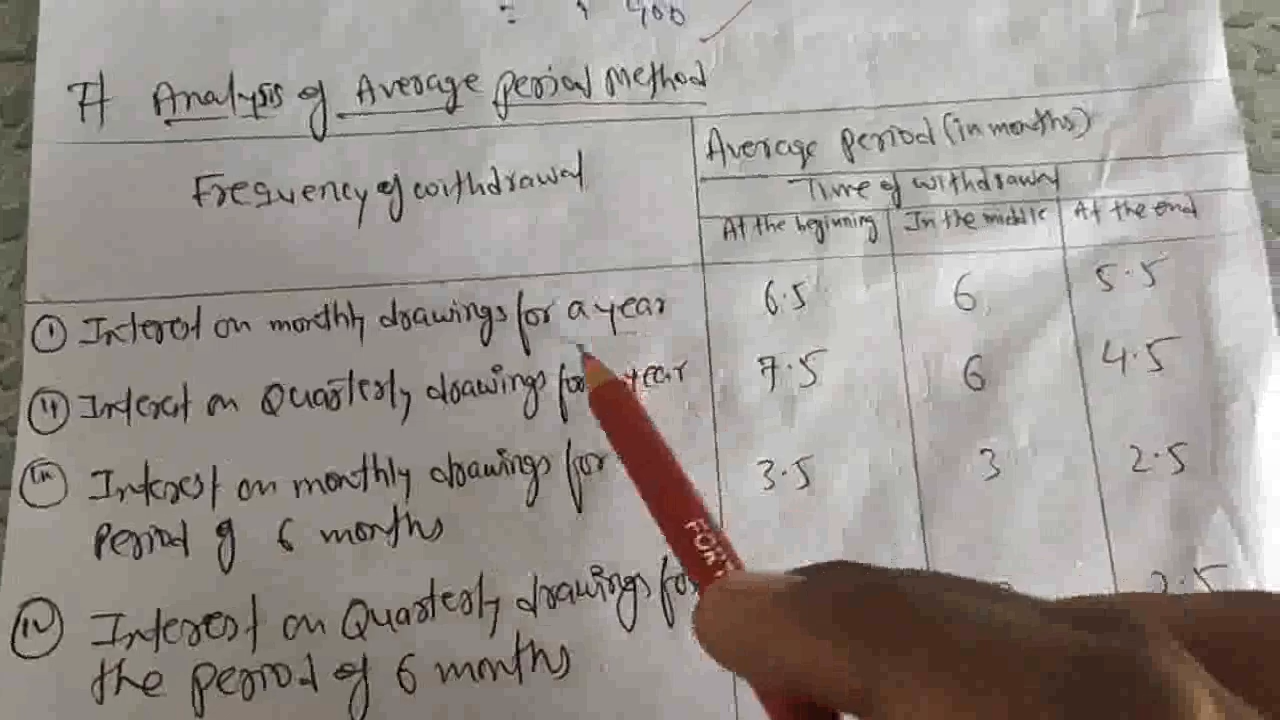 = ₹ 400
7) Analysis of Average period Method
Frequency of withdrawal
Average period (in months)
Time of withdrawal
At the beginning In the middle At the end
(i) Interest on monthly drawings for a year 6.5 6 5.5
(ii) Interest on Quarterly drawings for year 7.5 6 4.5
(iii) Interest on monthly drawings for 3.5 3 2.5
period of 6 months
(iv) Interest on Quarterly drawings for
the period of 6 months
FORT